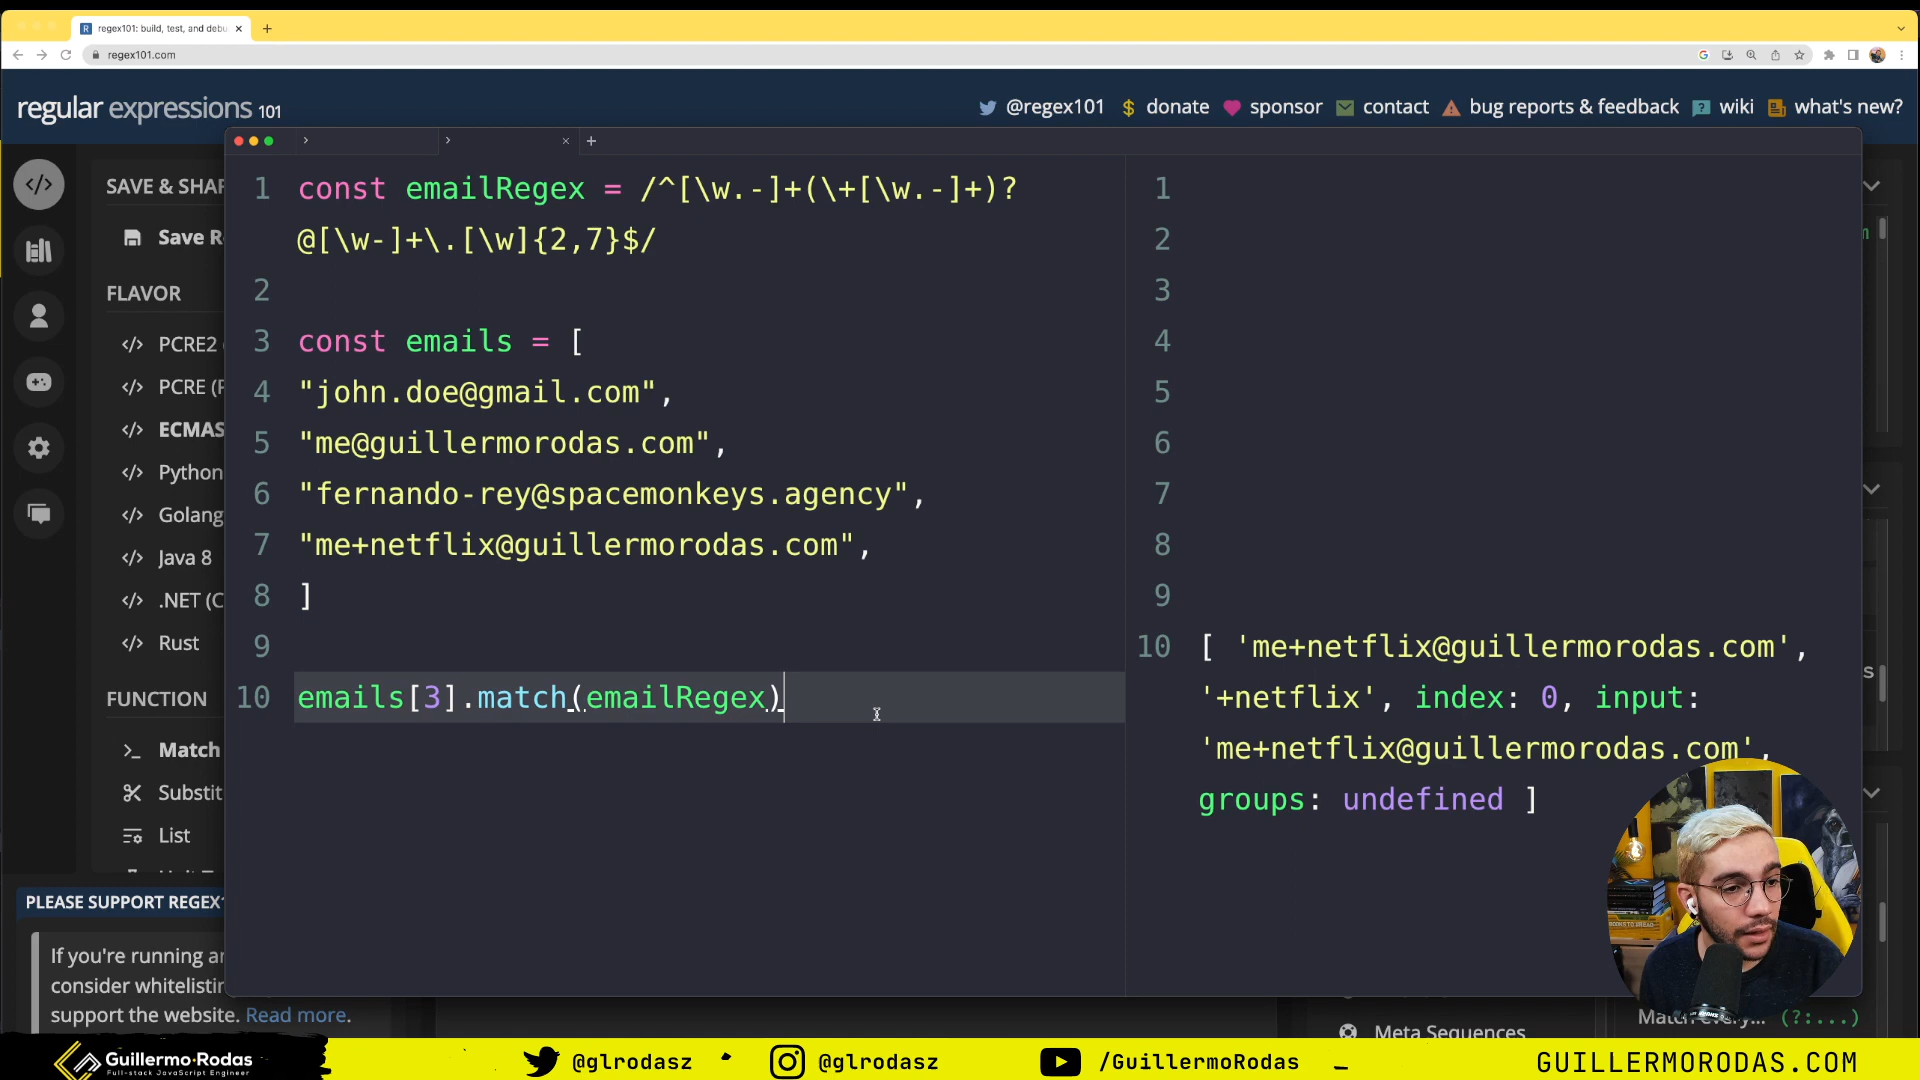 regex101: build, test, and debu
regex101.com
regular expressions 101
@regex101 donate sponsor contact bug reports & feedback wiki what's new?
SAVE & SHAR
Save R
FLAVOR
PCRE2
PCRE (P
ECMAS
Python
Golang
Java 8
.NET (C
Rust
FUNCTION
Match
Substit
List
PLEASE SUPPORT REGEX1
If you're running an
consider whitelistin
support the website. Read more.
1 const emailRegex = /^[\w.-]+(\+[\w.-]+)?
@[\w-]+\.[\w]{2,7}$/
2
3 const emails = [
4 "john.doe@gmail.com",
5 "me@guillermorodas.com",
6 "fernando-rey@spacemonkeys.agency",
7 "me+netflix@guillermorodas.com",
8 ]
9
10 emails[3].match(emailRegex)
1
2
3
4
5
6
7
8
9
10 [ 'me+netflix@guillermorodas.com',
'+netflix', index: 0, input:
'me+netflix@guillermorodas.com',
groups: undefined ]
Meta Sequences
(?:...)
Guillermo Rodas
Full-stack JavaScript Engineer
@glrodasz
@glrodasz
/GuillermoRodas
GUILLERMORODAS.COM